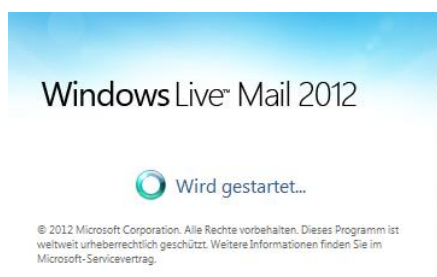 Windows Live™ Mail 2012
Wird gestartet...
© 2012 Microsoft Corporation. Alle Rechte vorbehalten. Dieses Programm ist
weltweit urheberrechtlich geschützt. Weitere Informationen finden Sie im
Microsoft-Servicevertrag.